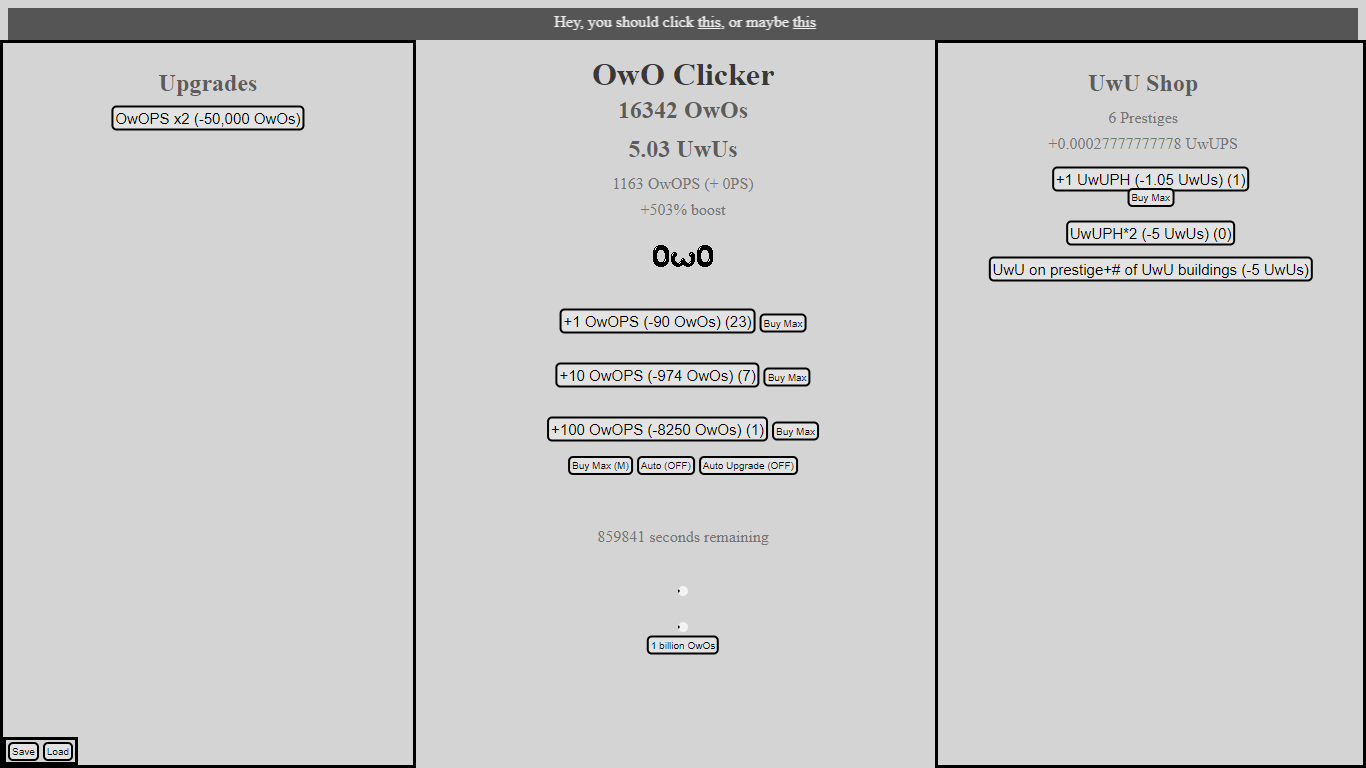 Hey, you should click this, or maybe this
Upgrades
OwOPS x2 (-50,000 OwOs)
Save
Load
OwO Clicker
16342 OwOs
5.03 UwUs
1163 OwOPS (+ 0PS)
+503% boost
OωO
+1 OwOPS (-90 OwOs) (23) Buy Max
+10 OwOPS (-974 OwOs) (7) Buy Max
+100 OwOPS (-8250 OwOs) (1) Buy Max
Buy Max (M) Auto (OFF) Auto Upgrade (OFF)
859841 seconds remaining
1 billion OwOs
UwU Shop
6 Prestiges
+0.00027777777778 UwUPS
+1 UwUPH (-1.05 UwUs) (1)
Buy Max
UwUPH*2 (-5 UwUs) (0)
UwU on prestige+# of UwU buildings (-5 UwUs)